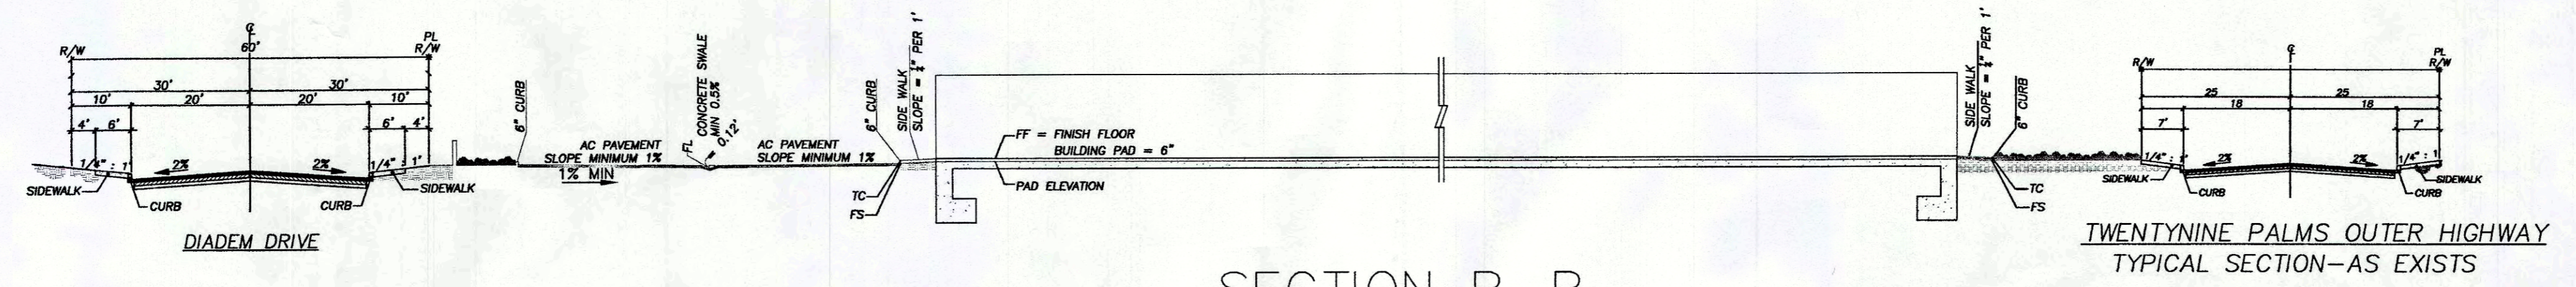 ℄
60'
R/W
PL
R/W
30'
30'
10'
20'
20'
10'
4'
6'
6'
4'
1/4" : 1'
2%
2%
1/4" : 1'
SIDEWALK
SIDEWALK
CURB
CURB
DIADEM DRIVE
6" CURB
AC PAVEMENT
SLOPE MINIMUM 1%
1% MIN
FL
CONCRETE SWALE
MIN 0.5%
= 0.12'
AC PAVEMENT
SLOPE MINIMUM 1%
6" CURB
SIDE WALK
SLOPE = ¼" PER 1'
TC
FS
FF = FINISH FLOOR
BUILDING PAD = 6"
PAD ELEVATION
SIDE WALK
SLOPE = ¼" PER 1'
6" CURB
TC
FS
℄
R/W
PL
R/W
25
25
18
18
7'
7'
1/4" : 1'
2%
2%
1/4" : 1
SIDEWALK
SIDEWALK
CURB
CURB
TWENTYNINE PALMS OUTER HIGHWAY
TYPICAL SECTION-AS EXISTS